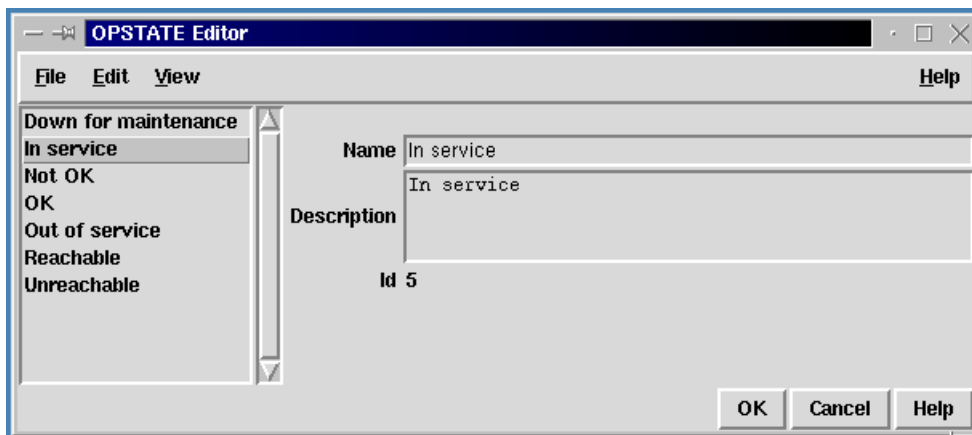 OPSTATE Editor
File Edit View Help
Down for maintenance
In service
Not OK
OK
Out of service
Reachable
Unreachable
Name In service
Description In service
Id 5
OK Cancel Help